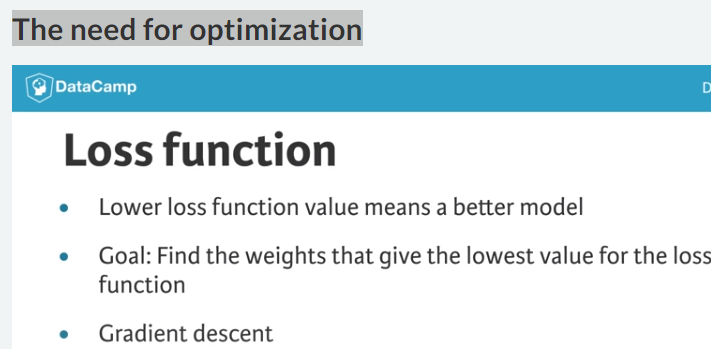 The need for optimization
DataCamp
D
Loss function
Lower loss function value means a better model
Goal: Find the weights that give the lowest value for the loss
function
Gradient descent